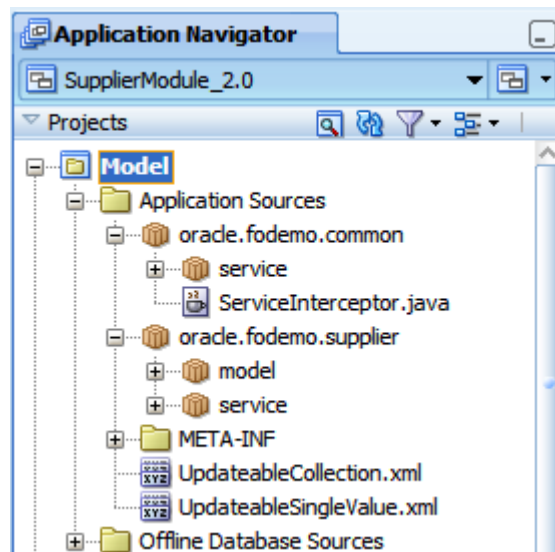 Application Navigator
SupplierModule_2.0
Projects
Model
Application Sources
oracle.fodemo.common
service
ServiceInterceptor.java
oracle.fodemo.supplier
model
service
META-INF
UpdateableCollection.xml
UpdateableSingleValue.xml
Offline Database Sources